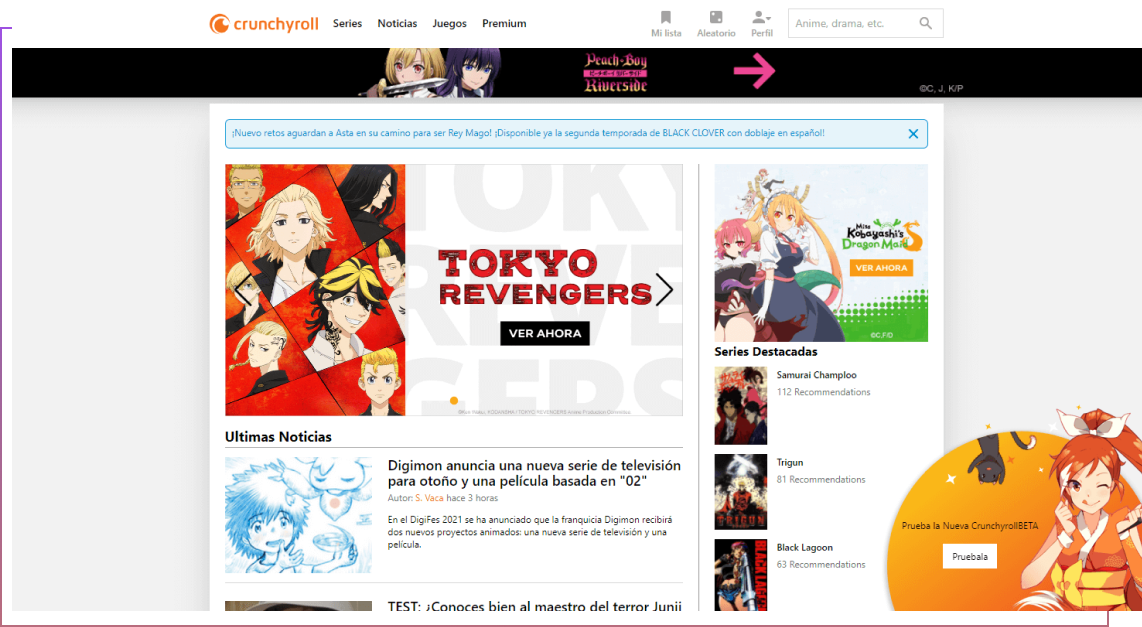 crunchyroll Series Noticias Juegos Premium
Mi lista Aleatorio Perfil Anime, drama, etc.
Peach-Boy
Riverside
©C, J, K/P
¡Nuevo retos aguardan a Asta en su camino para ser Rey Mago! ¡Disponible ya la segunda temporada de BLACK CLOVER con doblaje en español!
TOKYO
REVENGERS
VER AHORA
Miss
Kobayashi's
Dragon Maid S
VER AHORA
©C,F/D
Series Destacadas
Samurai Champloo
112 Recommendations
Trigun
81 Recommendations
Black Lagoon
63 Recommendations
Ultimas Noticias
Digimon anuncia una nueva serie de televisión
para otoño y una película basada en "02"
Autor: S. Vaca hace 3 horas
En el DigiFes 2021 se ha anunciado que la franquicia Digimon recibirá
dos nuevos proyectos animados: una nueva serie de televisión y una
película.
TEST: ¿Conoces bien al maestro del terror Junji
Prueba la Nueva CrunchyrollBETA
Pruebala